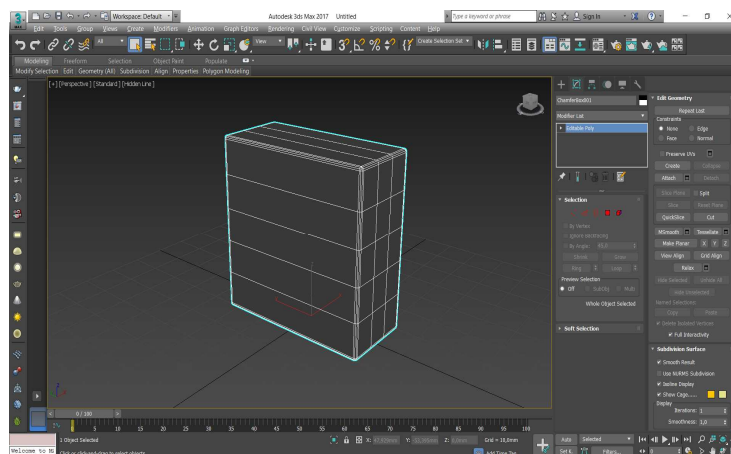 Workspace: Default
Autodesk 3ds Max 2017 Untitled
Type a keyword or phrase
Sign In
Edit Tools Group Views Create Modifiers Animation Graph Editors Rendering Civil View Customize Scripting Content Help
All
View
Create Selection Set
Modeling Freeform Selection Object Paint Populate
Modify Selection Edit Geometry (All) Subdivision Align Properties Polygon Modeling
[+] [Perspective] [Standard] [Hidden Line]
ChamferBox001
Modifier List
Editable Poly
Selection
By Vertex
Ignore Backfacing
By Angle: 45,0
Shrink Grow
Ring Loop
Preview Selection
Off SubObj Multi
Whole Object Selected
Soft Selection
Edit Geometry
Repeat Last
Constraints
None Edge
Face Normal
Preserve UVs
Create Collapse
Attach Detach
Slice Plane Split
Slice Reset Plane
QuickSlice Cut
MSmooth Tessellate
Make Planar X Y Z
View Align Grid Align
Relax
Hide Selected Unhide All
Hide Unselected
Named Selections:
Copy Paste
Delete Isolated Vertices
Full Interactivity
Subdivision Surface
Smooth Result
Use NURMS Subdivision
Isoline Display
Show Cage......
Display
Iterations: 1
Smoothness: 1,0
0 / 100
0 5 10 15 20 25 30 35 40 45 50 55 60 65 70 75 80 85 90 95 100
1 Object Selected
X: Y: Z:
Grid = 10,0mm
Auto Selected
Welcome to M
Click or click-and-drag to select objects
Add Time Tag
Set K. Filters...
0